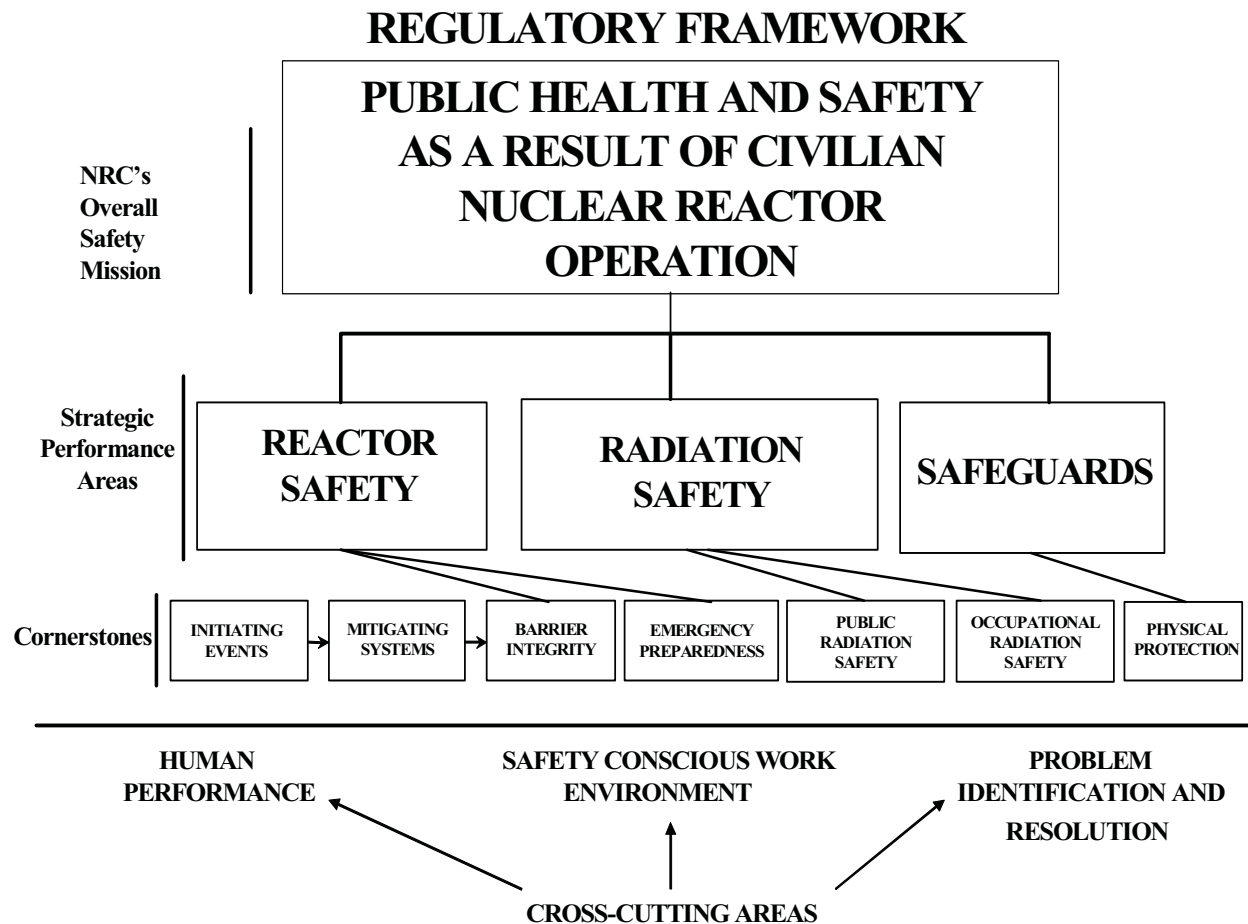 REGULATORY FRAMEWORK
PUBLIC HEALTH AND SAFETY
AS A RESULT OF CIVILIAN
NUCLEAR REACTOR
OPERATION
NRC’s
Overall
Safety
Mission
Strategic
Performance
Areas
REACTOR
SAFETY
RADIATION
SAFETY
SAFEGUARDS
Cornerstones
INITIATING
EVENTS
MITIGATING
SYSTEMS
BARRIER
INTEGRITY
EMERGENCY
PREPAREDNESS
PUBLIC
RADIATION
SAFETY
OCCUPATIONAL
RADIATION
SAFETY
PHYSICAL
PROTECTION
HUMAN
PERFORMANCE
SAFETY CONSCIOUS WORK
ENVIRONMENT
PROBLEM
IDENTIFICATION AND
RESOLUTION
CROSS-CUTTING AREAS